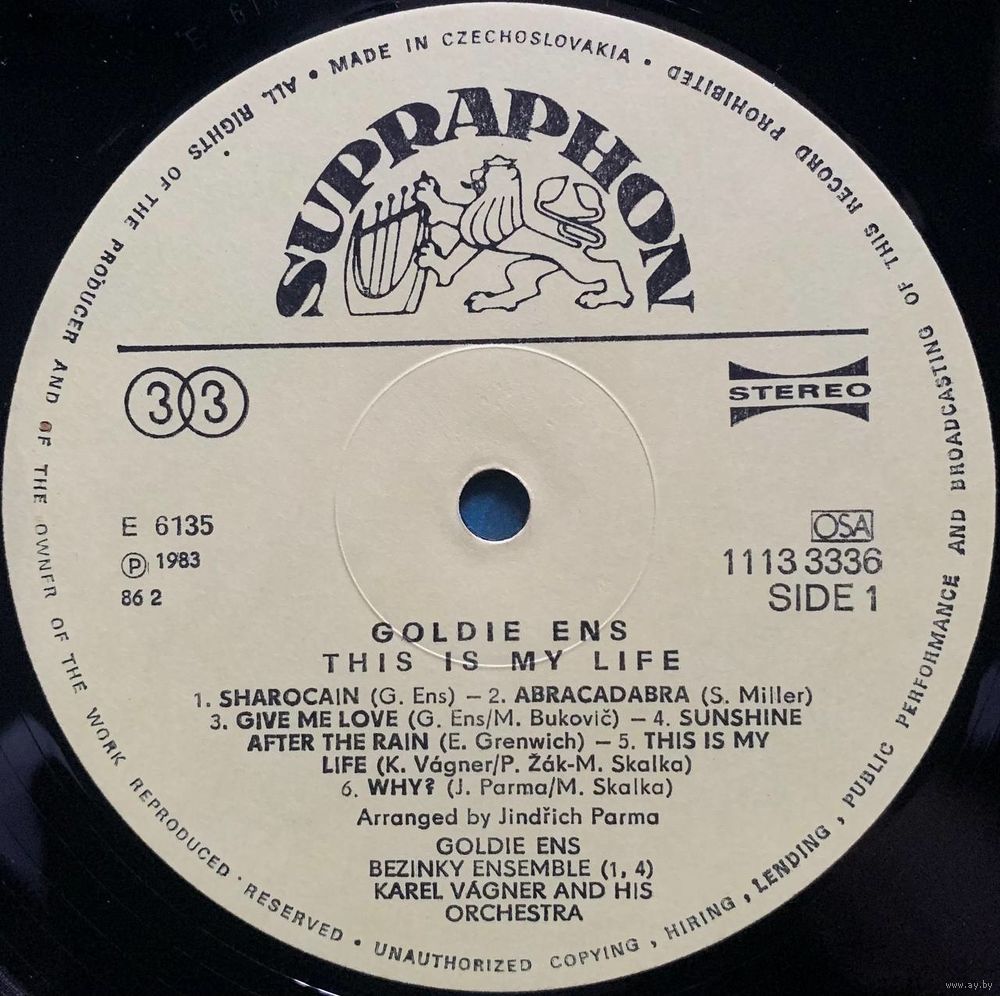 ALL RIGHTS OF THE PRODUCER AND OF THE OWNER OF THE WORK REPRODUCED · RESERVED • UNAUTHORIZED COPYING , HIRING , LENDING , PUBLIC PERFORMANCE AND BROADCASTING OF THIS RECORD PROHIBITED • MADE IN CZECHOSLOVAKIA •
SUPRAPHON
33
STEREO
E 6135
℗ 1983
86 2
OSA
1113 3336
SIDE 1
GOLDIE ENS
THIS IS MY LIFE
1. SHAROCAIN (G. Ens) – 2. ABRACADABRA (S. Miller)
3. GIVE ME LOVE (G. Ens/M. Bukovič) – 4. SUNSHINE
AFTER THE RAIN (E. Grenwich) – 5. THIS IS MY
LIFE (K. Vágner/P. Žák-M. Skalka)
6. WHY? (J. Parma/M. Skalka)
Arranged by Jindřich Parma
GOLDIE ENS
BEZINKY ENSEMBLE (1, 4)
KAREL VÁGNER AND HIS
ORCHESTRA
www.ay.by